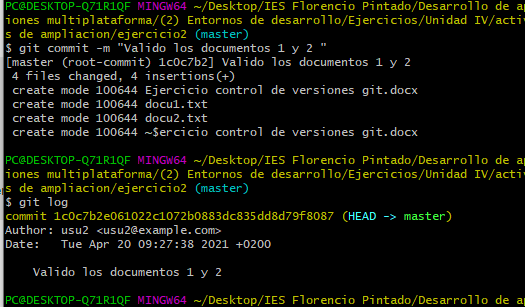 PC@DESKTOP-Q71R1QF MINGW64 ~/Desktop/IES Florencio Pintado/Desarrollo de ap
iones multiplataforma/(2) Entornos de desarrollo/Ejercicios/Unidad IV/activ
s de ampliacion/ejercicio2 (master)
$ git commit -m "Valido los documentos 1 y 2 "
[master (root-commit) 1c0c7b2] Valido los documentos 1 y 2
 4 files changed, 4 insertions(+)
 create mode 100644 Ejercicio control de versiones git.docx
 create mode 100644 docu1.txt
 create mode 100644 docu2.txt
 create mode 100644 ~$ercicio control de versiones git.docx
PC@DESKTOP-Q71R1QF MINGW64 ~/Desktop/IES Florencio Pintado/Desarrollo de ap
iones multiplataforma/(2) Entornos de desarrollo/Ejercicios/Unidad IV/activ
s de ampliacion/ejercicio2 (master)
$ git log
commit 1c0c7b2e061022c1072b0883dc835dd8d79f8087 (HEAD -> master)
Author: usu2 <usu2@example.com>
Date:   Tue Apr 20 09:27:38 2021 +0200
    Valido los documentos 1 y 2
PC@DESKTOP-Q71R1QF MINGW64 ~/Desktop/IES Florencio Pintado/Desarrollo de ap